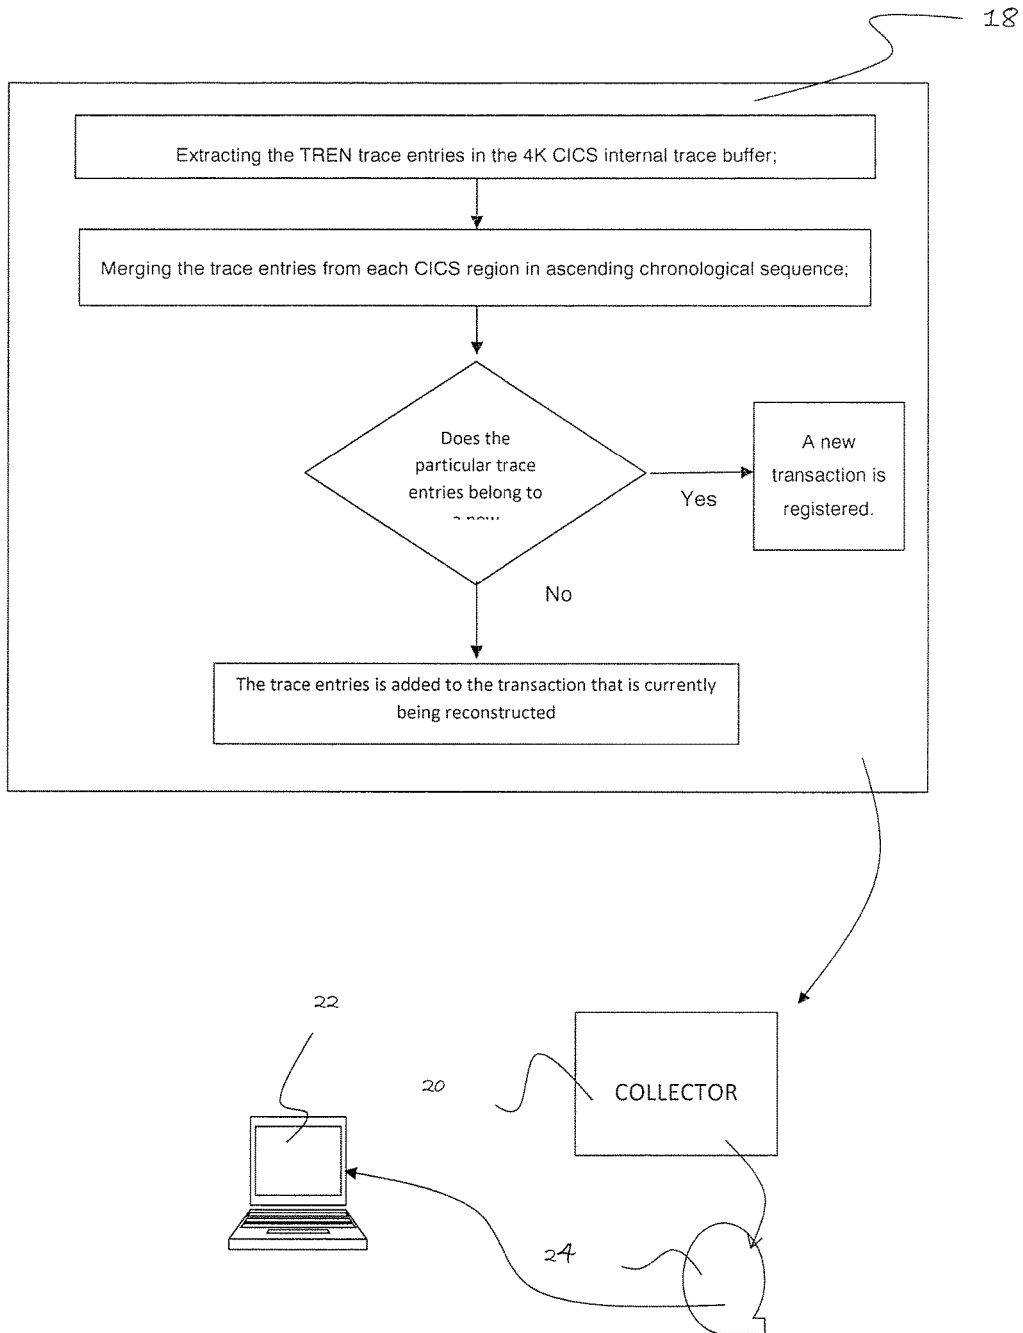 18
Extracting the TREN trace entries in the 4K CICS internal trace buffer;
Merging the trace entries from each CICS region in ascending chronological sequence;
Does the
particular trace
entries belong to
a new
Yes
A new
transaction is
registered.
No
The trace entries is added to the transaction that is currently
being reconstructed
22
20
COLLECTOR
24